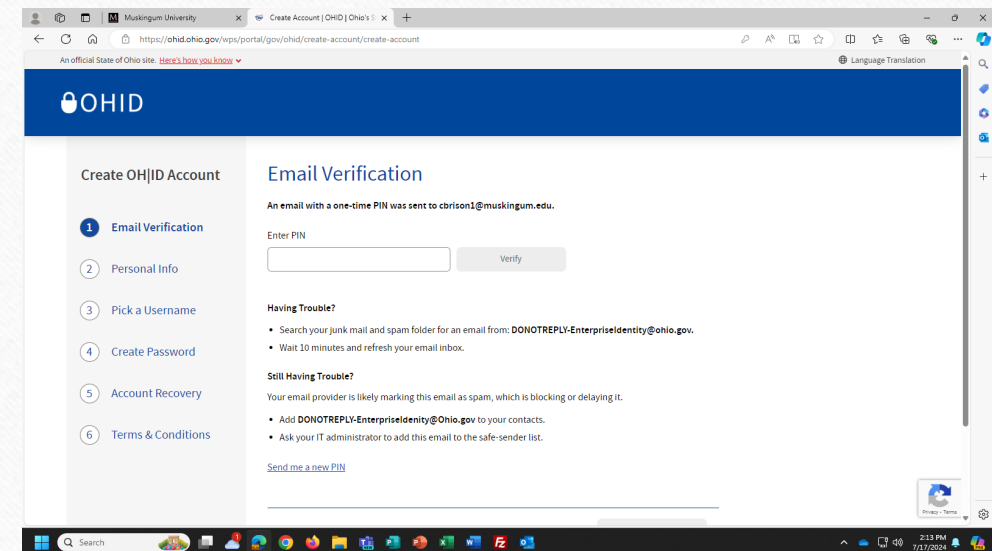 Muskingum University
Create Account | OHID | Ohio's S
https://ohid.ohio.gov/wps/portal/gov/ohid/create-account/create-account
An official State of Ohio site. Here's how you know
Language Translation
OHID
Create OH|ID Account
1 Email Verification
2 Personal Info
3 Pick a Username
4 Create Password
5 Account Recovery
6 Terms & Conditions
Email Verification
An email with a one-time PIN was sent to cbrison1@muskingum.edu.
Enter PIN
Verify
Having Trouble?
• Search your junk mail and spam folder for an email from: DONOTREPLY-EnterpriseIdentity@ohio.gov.
• Wait 10 minutes and refresh your email inbox.
Still Having Trouble?
Your email provider is likely marking this email as spam, which is blocking or delaying it.
• Add DONOTREPLY-EnterpriseIdenity@Ohio.gov to your contacts.
• Ask your IT administrator to add this email to the safe-sender list.
Send me a new PIN
Privacy - Terms
Search
2:13 PM
7/17/2024